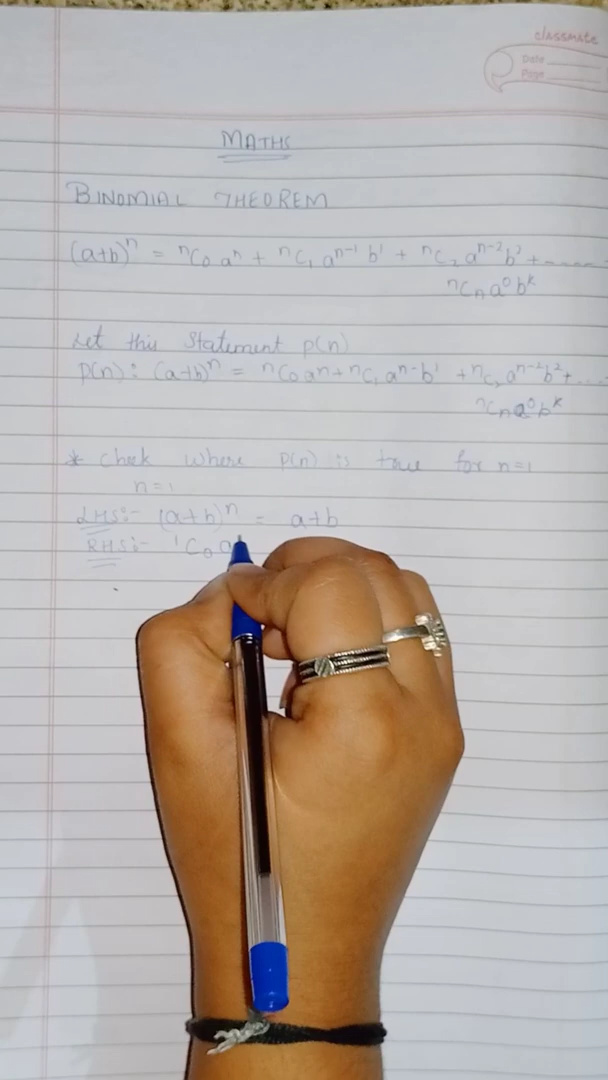 classmate
Date
Page
MATHS
BINOMIAL THEOREM
(a+b)ⁿ = ⁿC₀ aⁿ + ⁿC₁ aⁿ⁻¹ b¹ + ⁿC₂ aⁿ⁻² b² + ......
ⁿCₙ a⁰ bᵏ
Let this statement p(n)
p(n) : (a+b)ⁿ = ⁿC₀ aⁿ + ⁿC₁ aⁿ⁻ b¹ + ⁿC₂ aⁿ⁻² b² + ....
ⁿCₙ a⁰ bᵏ
* Check where p(n) is true for n=1
n=1
LHS:- (a+b)ⁿ = a+b
RHS:- ¹C₀ a